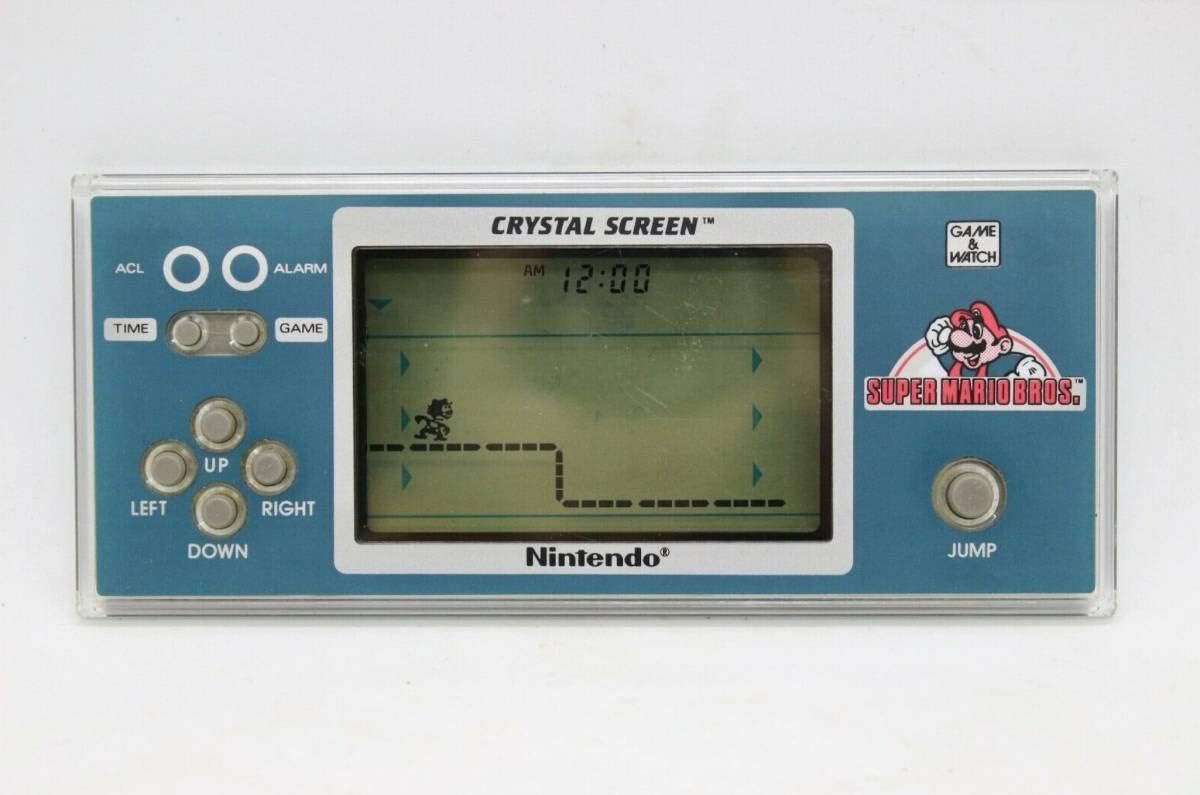 CRYSTAL SCREEN™
GAME
&
WATCH
ACL
ALARM
AM 12:00
TIME
GAME
SUPER MARIO BROS.™
UP
LEFT
RIGHT
DOWN
JUMP
Nintendo®